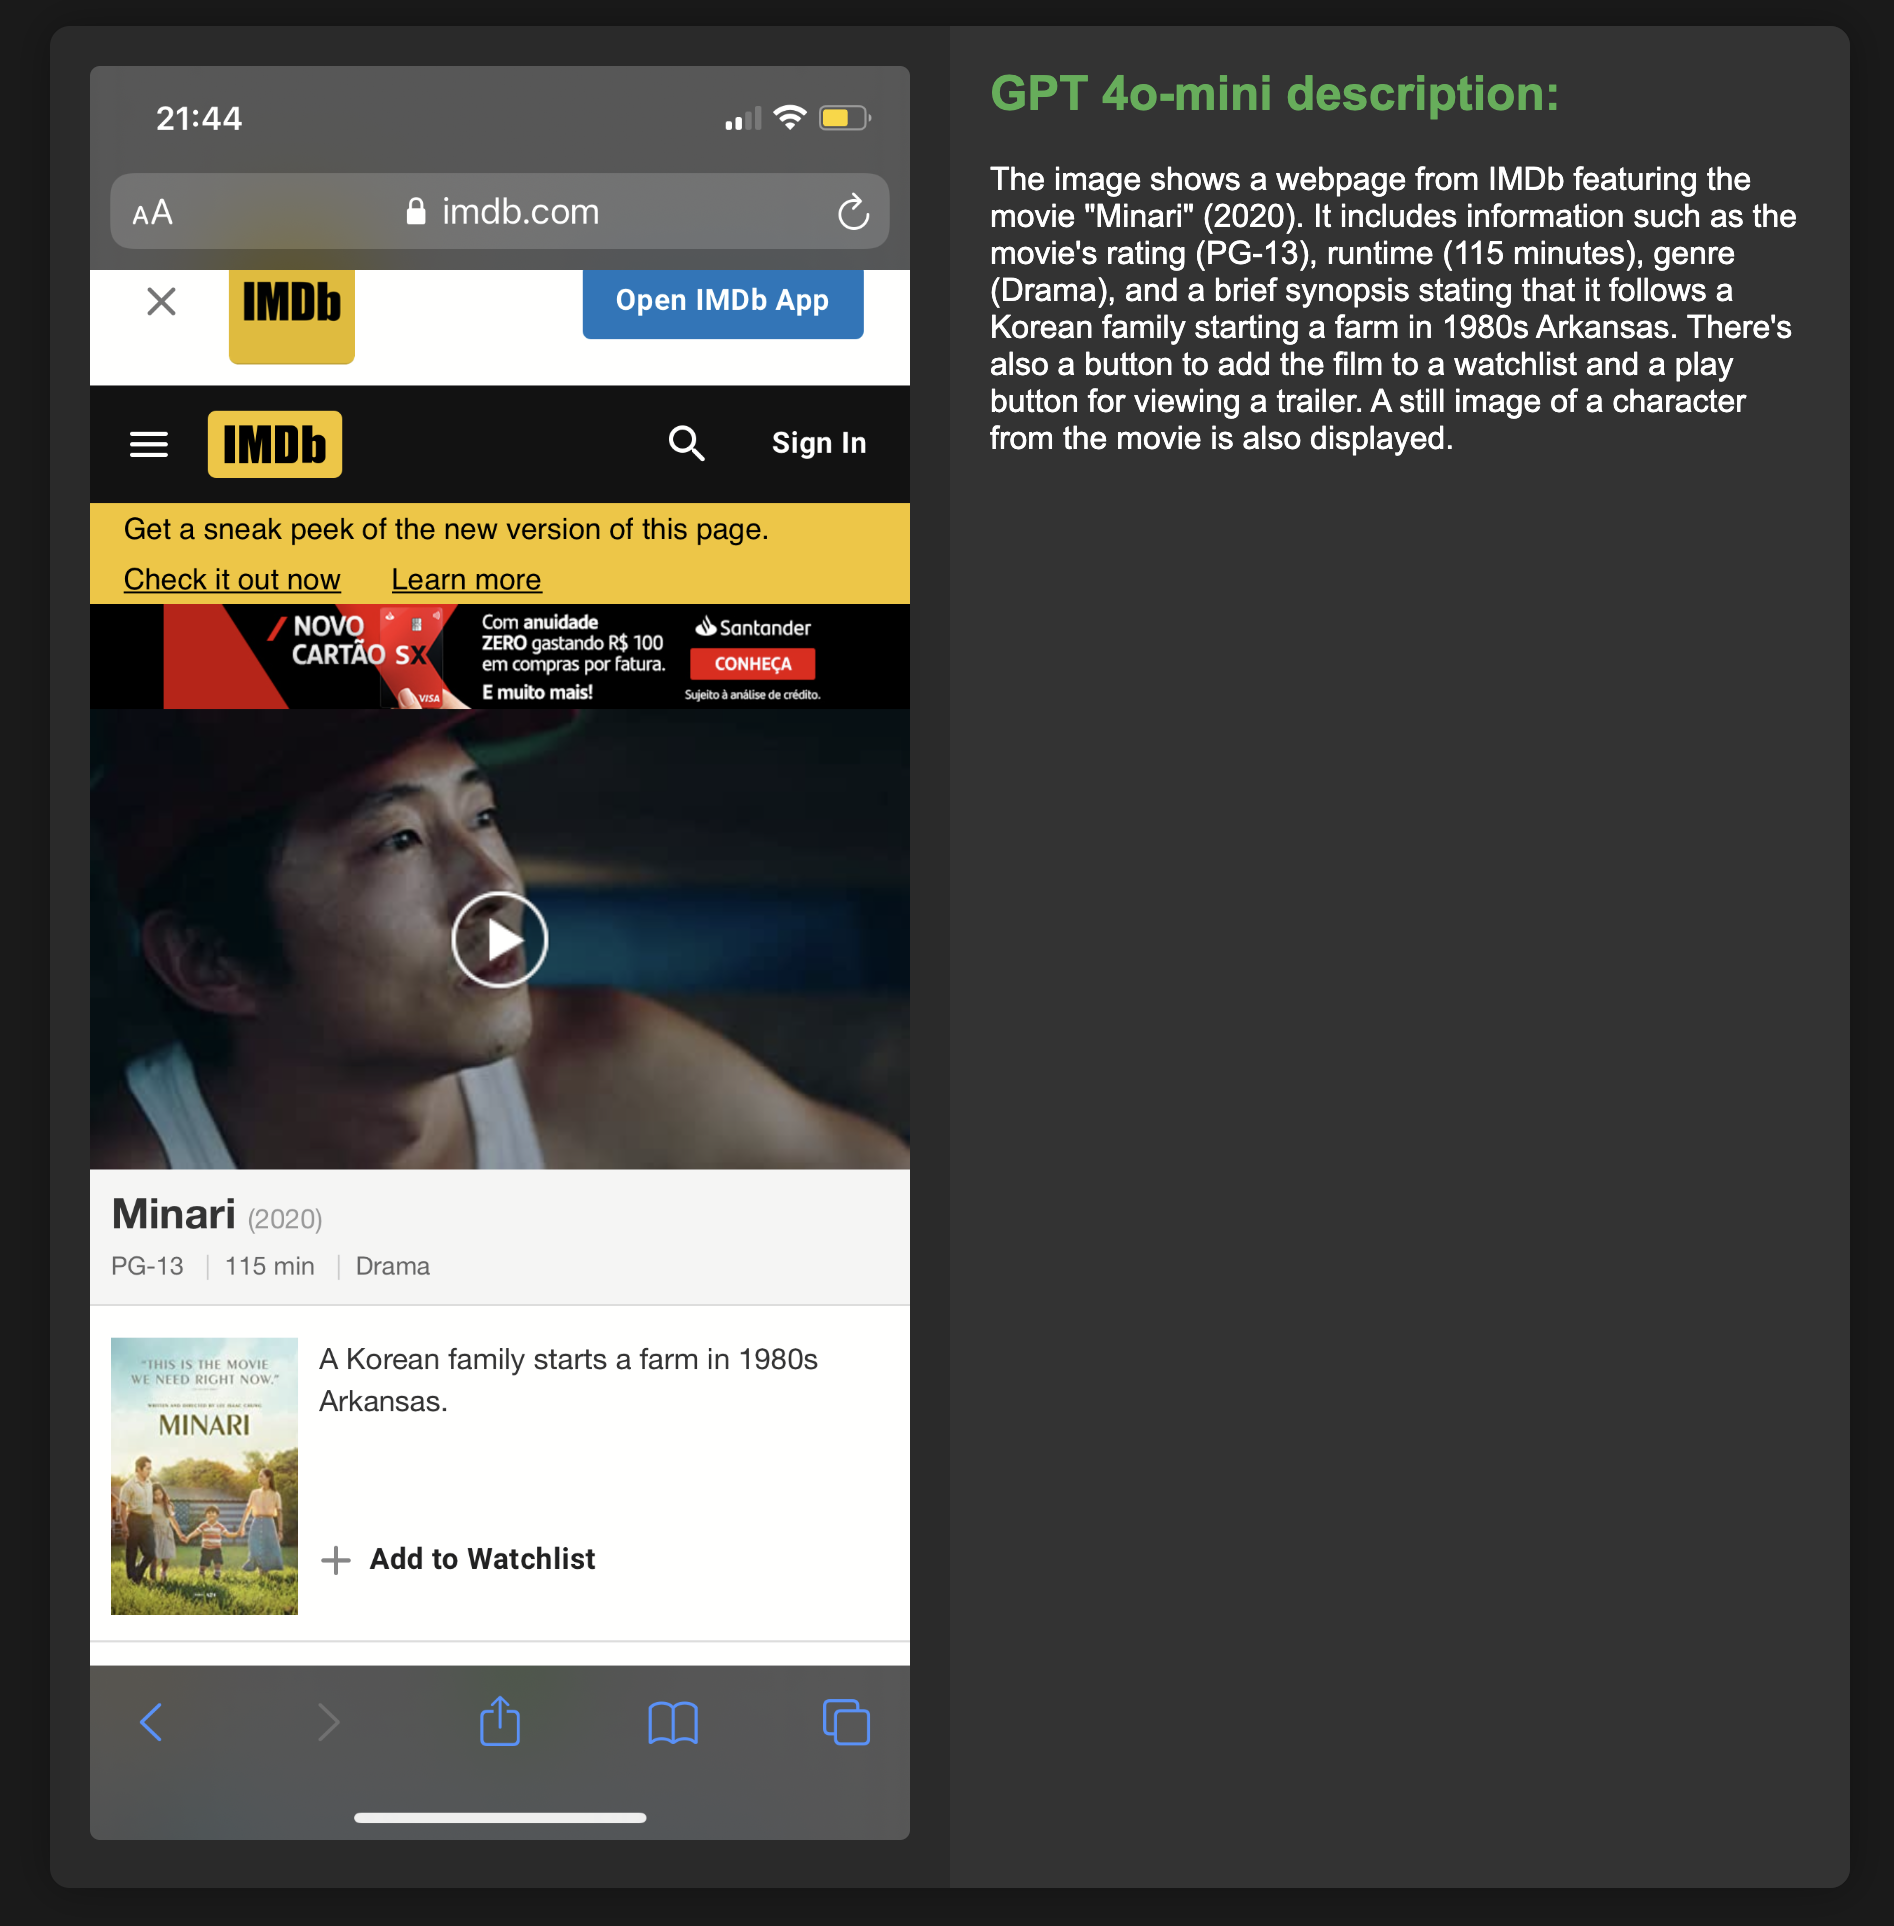 21:44
AA
imdb.com
IMDb
Open IMDb App
IMDb
Sign In
Get a sneak peek of the new version of this page.
Check it out now Learn more
NOVO
CARTÃO SX
VISA
Com anuidade
ZERO gastando R$ 100
em compras por fatura.
E muito mais!
Santander
CONHEÇA
Sujeito à análise de crédito.
Minari (2020)
PG-13 115 min Drama
"THIS IS THE MOVIE
WE NEED RIGHT NOW."
WRITTEN AND DIRECTED BY LEE ISAAC CHUNG
MINARI
A Korean family starts a farm in 1980s
Arkansas.
Add to Watchlist
GPT 4o-mini description:
The image shows a webpage from IMDb featuring the
movie "Minari" (2020). It includes information such as the
movie's rating (PG-13), runtime (115 minutes), genre
(Drama), and a brief synopsis stating that it follows a
Korean family starting a farm in 1980s Arkansas. There's
also a button to add the film to a watchlist and a play
button for viewing a trailer. A still image of a character
from the movie is also displayed.